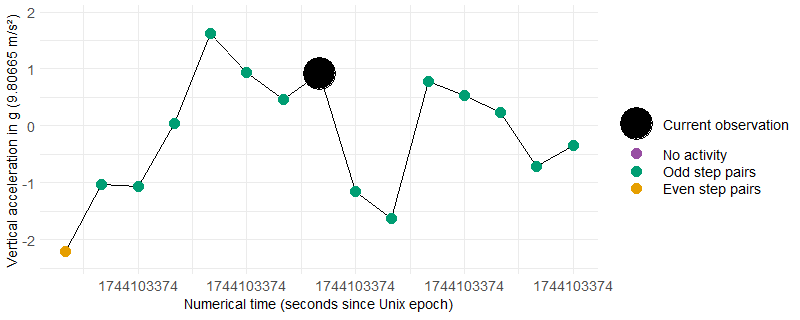 Vertical acceleration in g (9.80665 m/s²)
2
1
0
-1
-2
1744103374 1744103374 1744103374 1744103374 1744103374
Numerical time (seconds since Unix epoch)
Current observation
No activity
Odd step pairs
Even step pairs